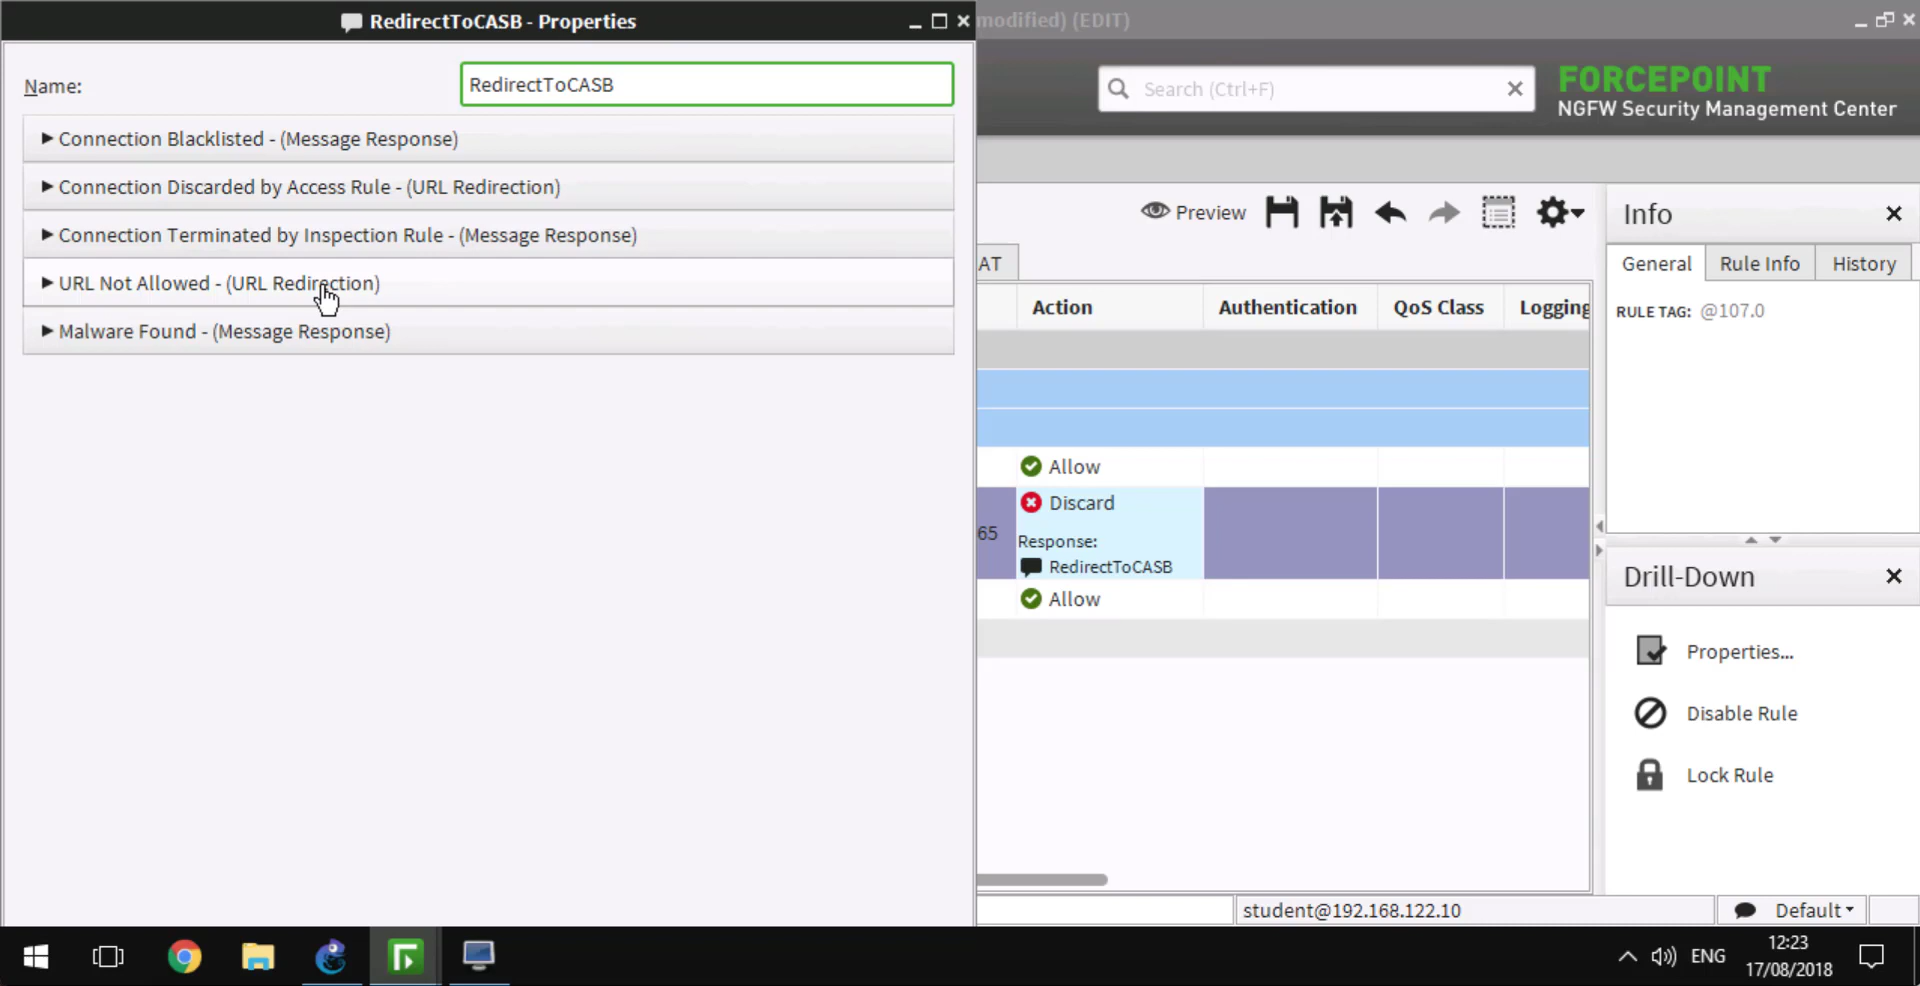 RedirectToCASB - Properties
modified) (EDIT)
Name:
RedirectToCASB
Connection Blacklisted - (Message Response)
Connection Discarded by Access Rule - (URL Redirection)
Connection Terminated by Inspection Rule - (Message Response)
URL Not Allowed - (URL Redirection)
Malware Found - (Message Response)
Search (Ctrl+F)
FORCEPOINT
NGFW Security Management Center
Preview
AT
Action Authentication QoS Class Logging
Allow
65
Discard
Response:
RedirectToCASB
Allow
Info
General Rule Info History
RULE TAG: @107.0
Drill-Down
Properties...
Disable Rule
Lock Rule
student@192.168.122.10
Default
ENG
12:23
17/08/2018